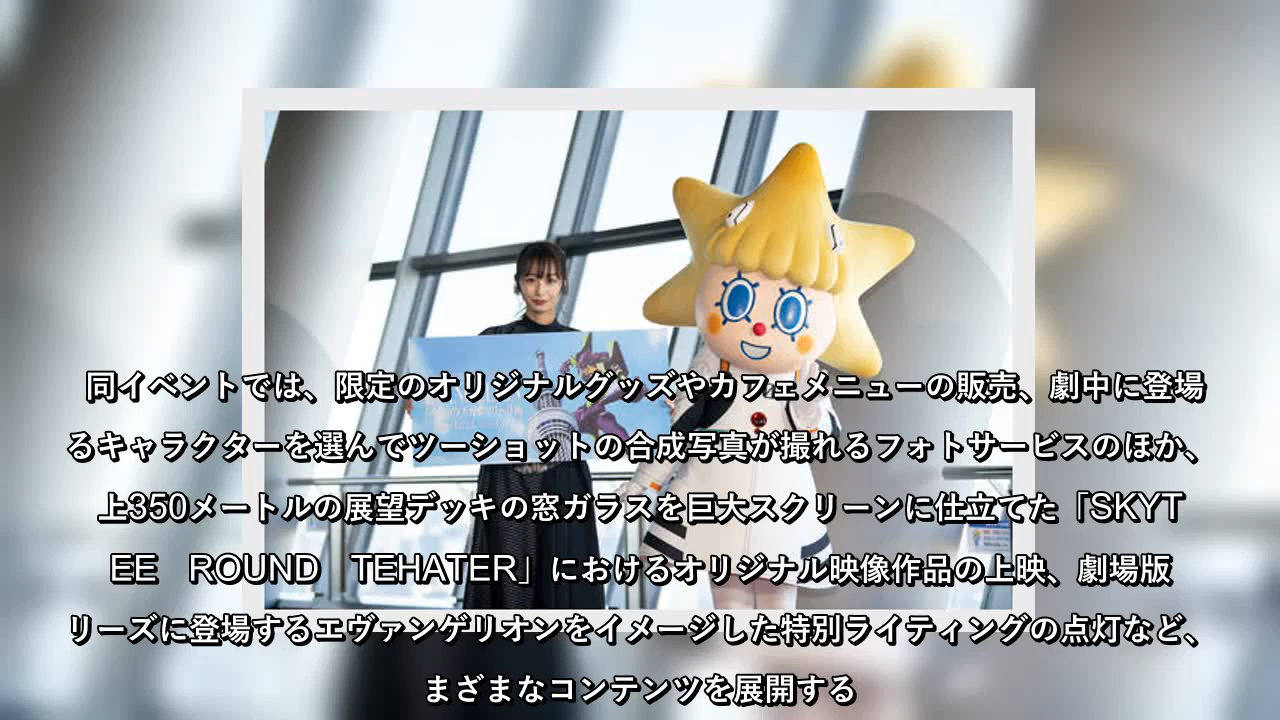 同イベントでは、限定のオリジナルグッズやカフェメニューの販売、劇中に登場
るキャラクターを選んでツーショットの合成写真が撮れるフォトサービスのほか、
上350メートルの展望デッキの窓ガラスを巨大スクリーンに仕立てた「SKYT
EE　ROUND　TEHATER」におけるオリジナル映像作品の上映、劇場版
リーズに登場するエヴァンゲリオンをイメージした特別ライティングの点灯など、
まざまなコンテンツを展開する